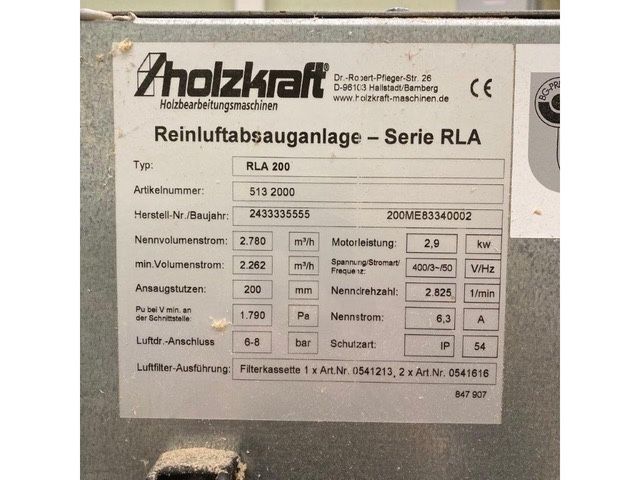 holzkraft®
Holzbearbeitungsmaschinen
Dr.-Robert-Pfleger-Str. 26
D-96103 Hallstadt/Bamberg
www.holzkraft-maschinen.de
CE
BG-PR
Reinluftabsauganlage – Serie RLA
Typ: RLA 200
Artikelnummer: 513 2000
Herstell-Nr./Baujahr: 2433335555 200ME83340002
Nennvolumenstrom: 2.780 m³/h Motorleistung: 2,9 kw
min.Volumenstrom: 2.262 m³/h Spannung/Stromart/
Frequenz: 400/3~/50 V/Hz
Ansaugstutzen: 200 mm Nenndrehzahl: 2.825 1/min
Pu bei V min. an
der Schnittstelle: 1.790 Pa Nennstrom: 6,3 A
Luftdr.-Anschluss 6-8 bar Schutzart: IP 54
Luftfilter-Ausführung: Filterkassette 1 x Art.Nr. 0541213, 2 x Art.Nr. 0541616
847 907